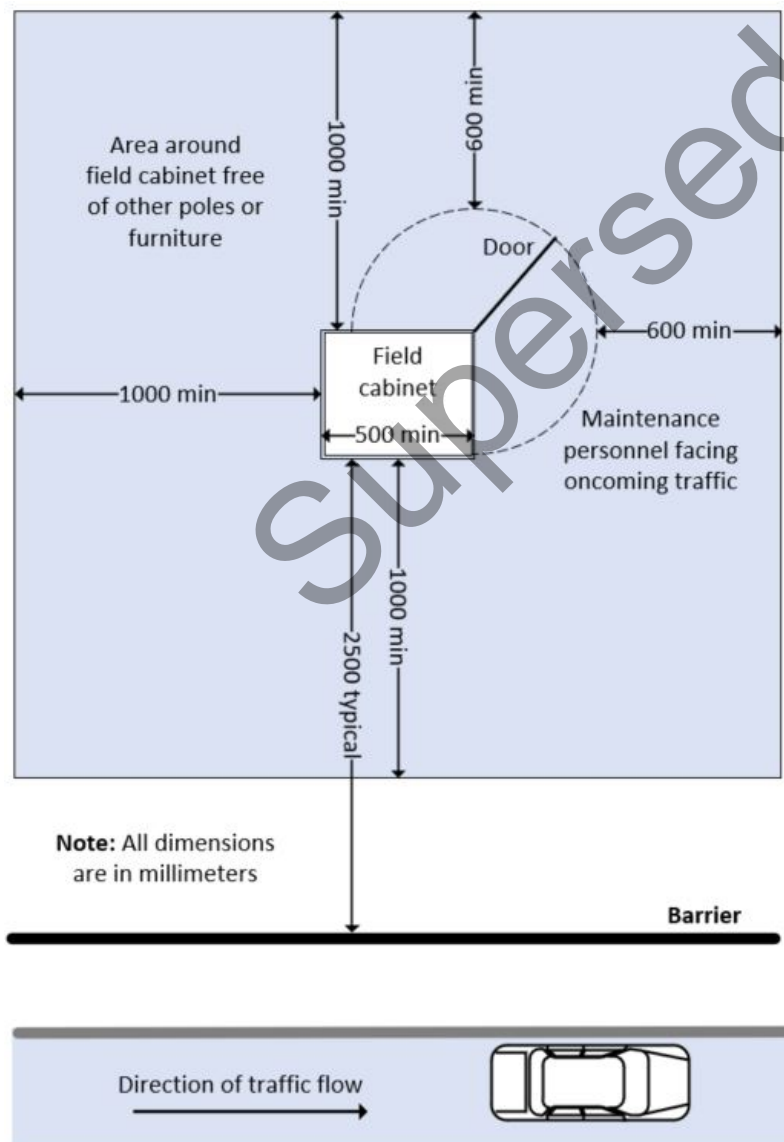 1000 min
600 min
Area around
field cabinet free
of other poles or
furniture
Door
600 min
Field
cabinet
1000 min
500 min
Maintenance
personnel facing
oncoming traffic
2500 typical
1000 min
Note: All dimensions
are in millimeters
Barrier
Direction of traffic flow